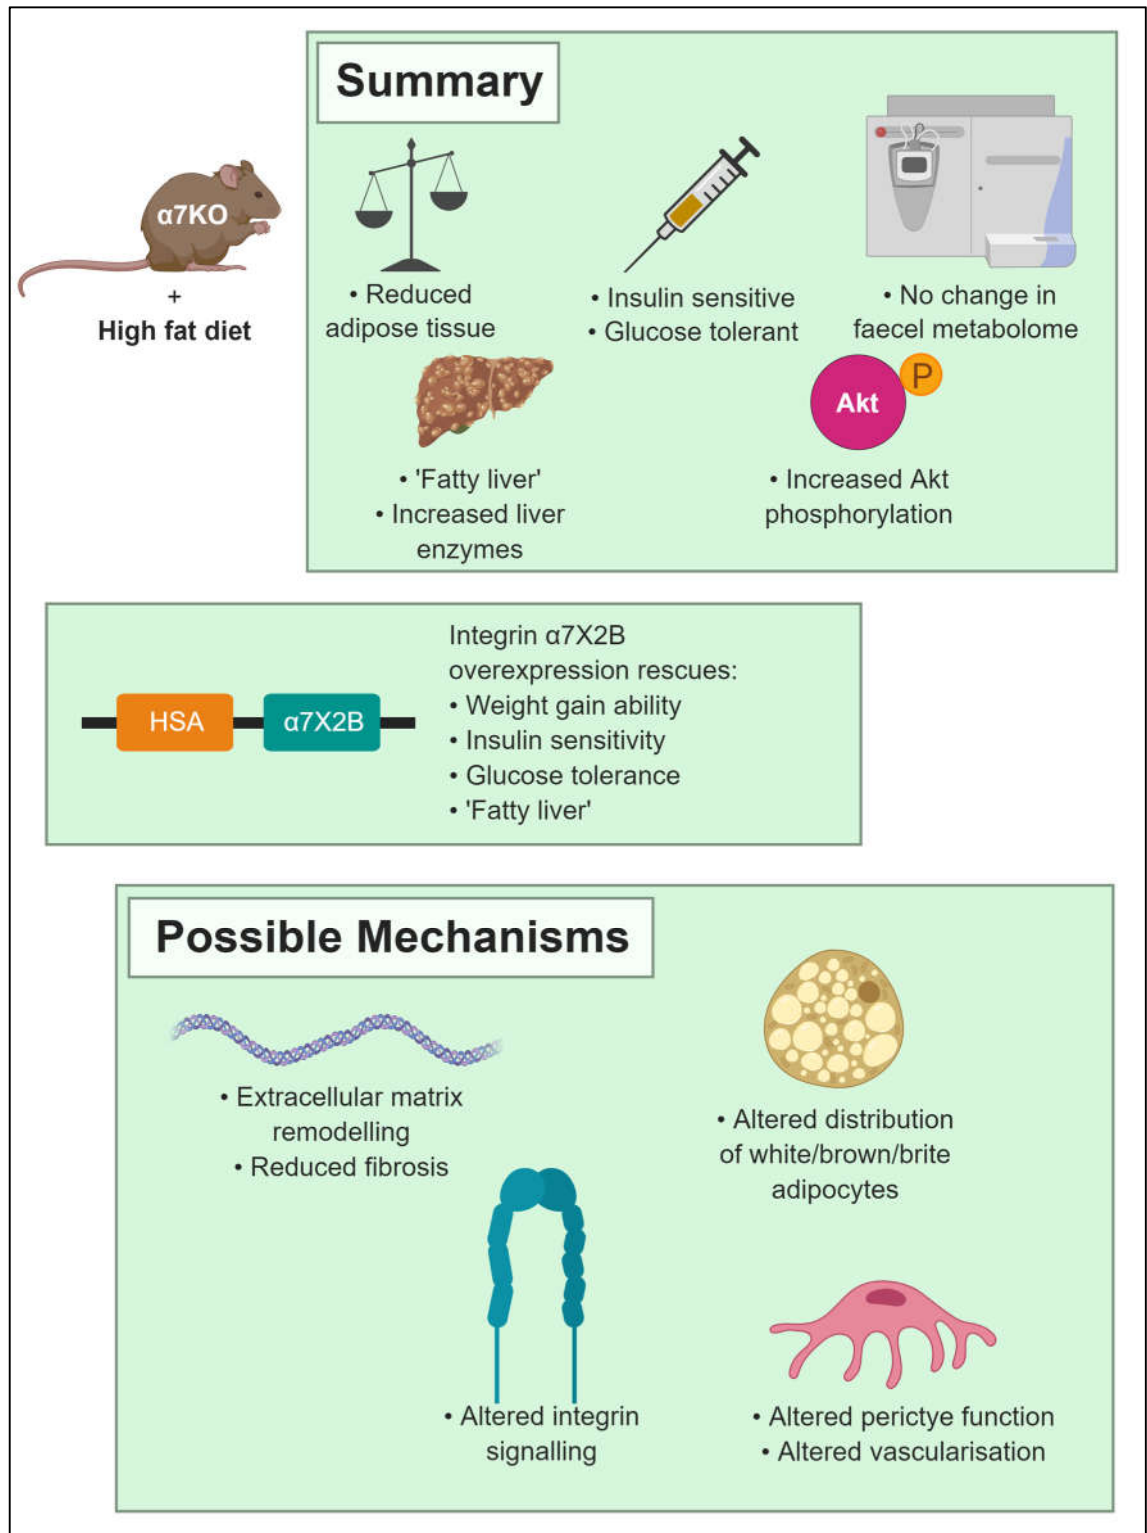 Summary
α7KO
+
High fat diet
• Reduced
adipose tissue
• Insulin sensitive
• Glucose tolerant
• No change in
faecel metabolome
• 'Fatty liver'
• Increased liver
enzymes
Akt
P
• Increased Akt
phosphorylation
HSA
α7X2B
Integrin α7X2B
overexpression rescues:
• Weight gain ability
• Insulin sensitivity
• Glucose tolerance
• 'Fatty liver'
Possible Mechanisms
• Extracellular matrix
remodelling
• Reduced fibrosis
• Altered distribution
of white/brown/brite
adipocytes
• Altered integrin
signalling
• Altered perictye function
• Altered vascularisation